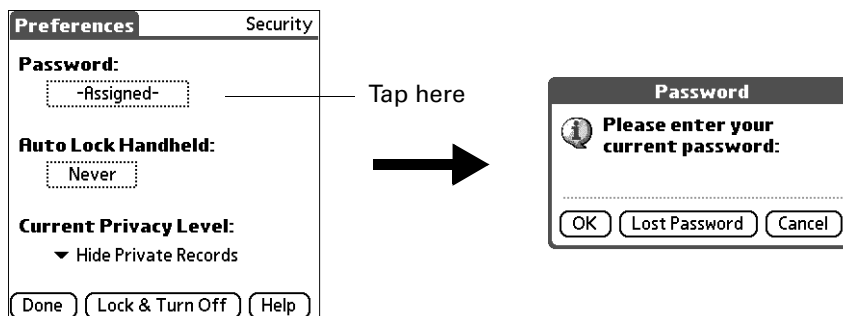 Preferences Security
Password:
-Assigned-
Tap here
Auto Lock Handheld:
Never
Current Privacy Level:
Hide Private Records
Done Lock & Turn Off Help
Password
Please enter your
current password:
OK Lost Password Cancel